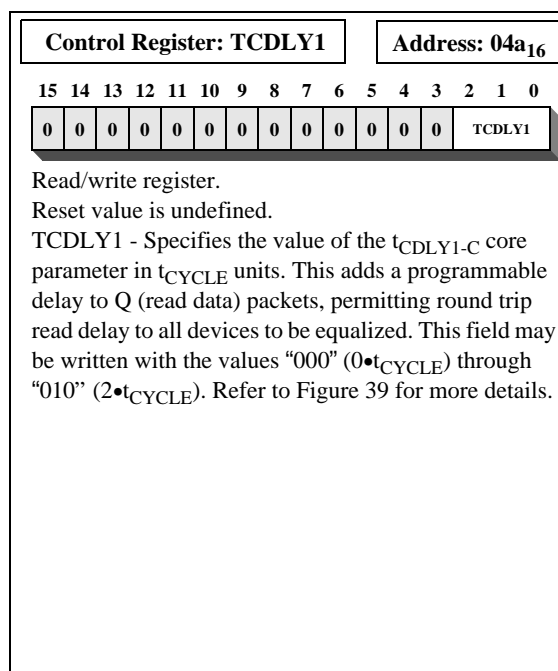 Control Register: TCDLY1
Address: 04a16
15 14 13 12 11 10 9 8 7 6 5 4 3 2 1 0
0 0 0 0 0 0 0 0 0 0 0 0 0 TCDLY1
Read/write register.
Reset value is undefined.
TCDLY1 - Specifies the value of the tCDLY1-C core
parameter in tCYCLE units. This adds a programmable
delay to Q (read data) packets, permitting round trip
read delay to all devices to be equalized. This field may
be written with the values “000” (0•tCYCLE) through
“010” (2•tCYCLE). Refer to Figure 39 for more details.